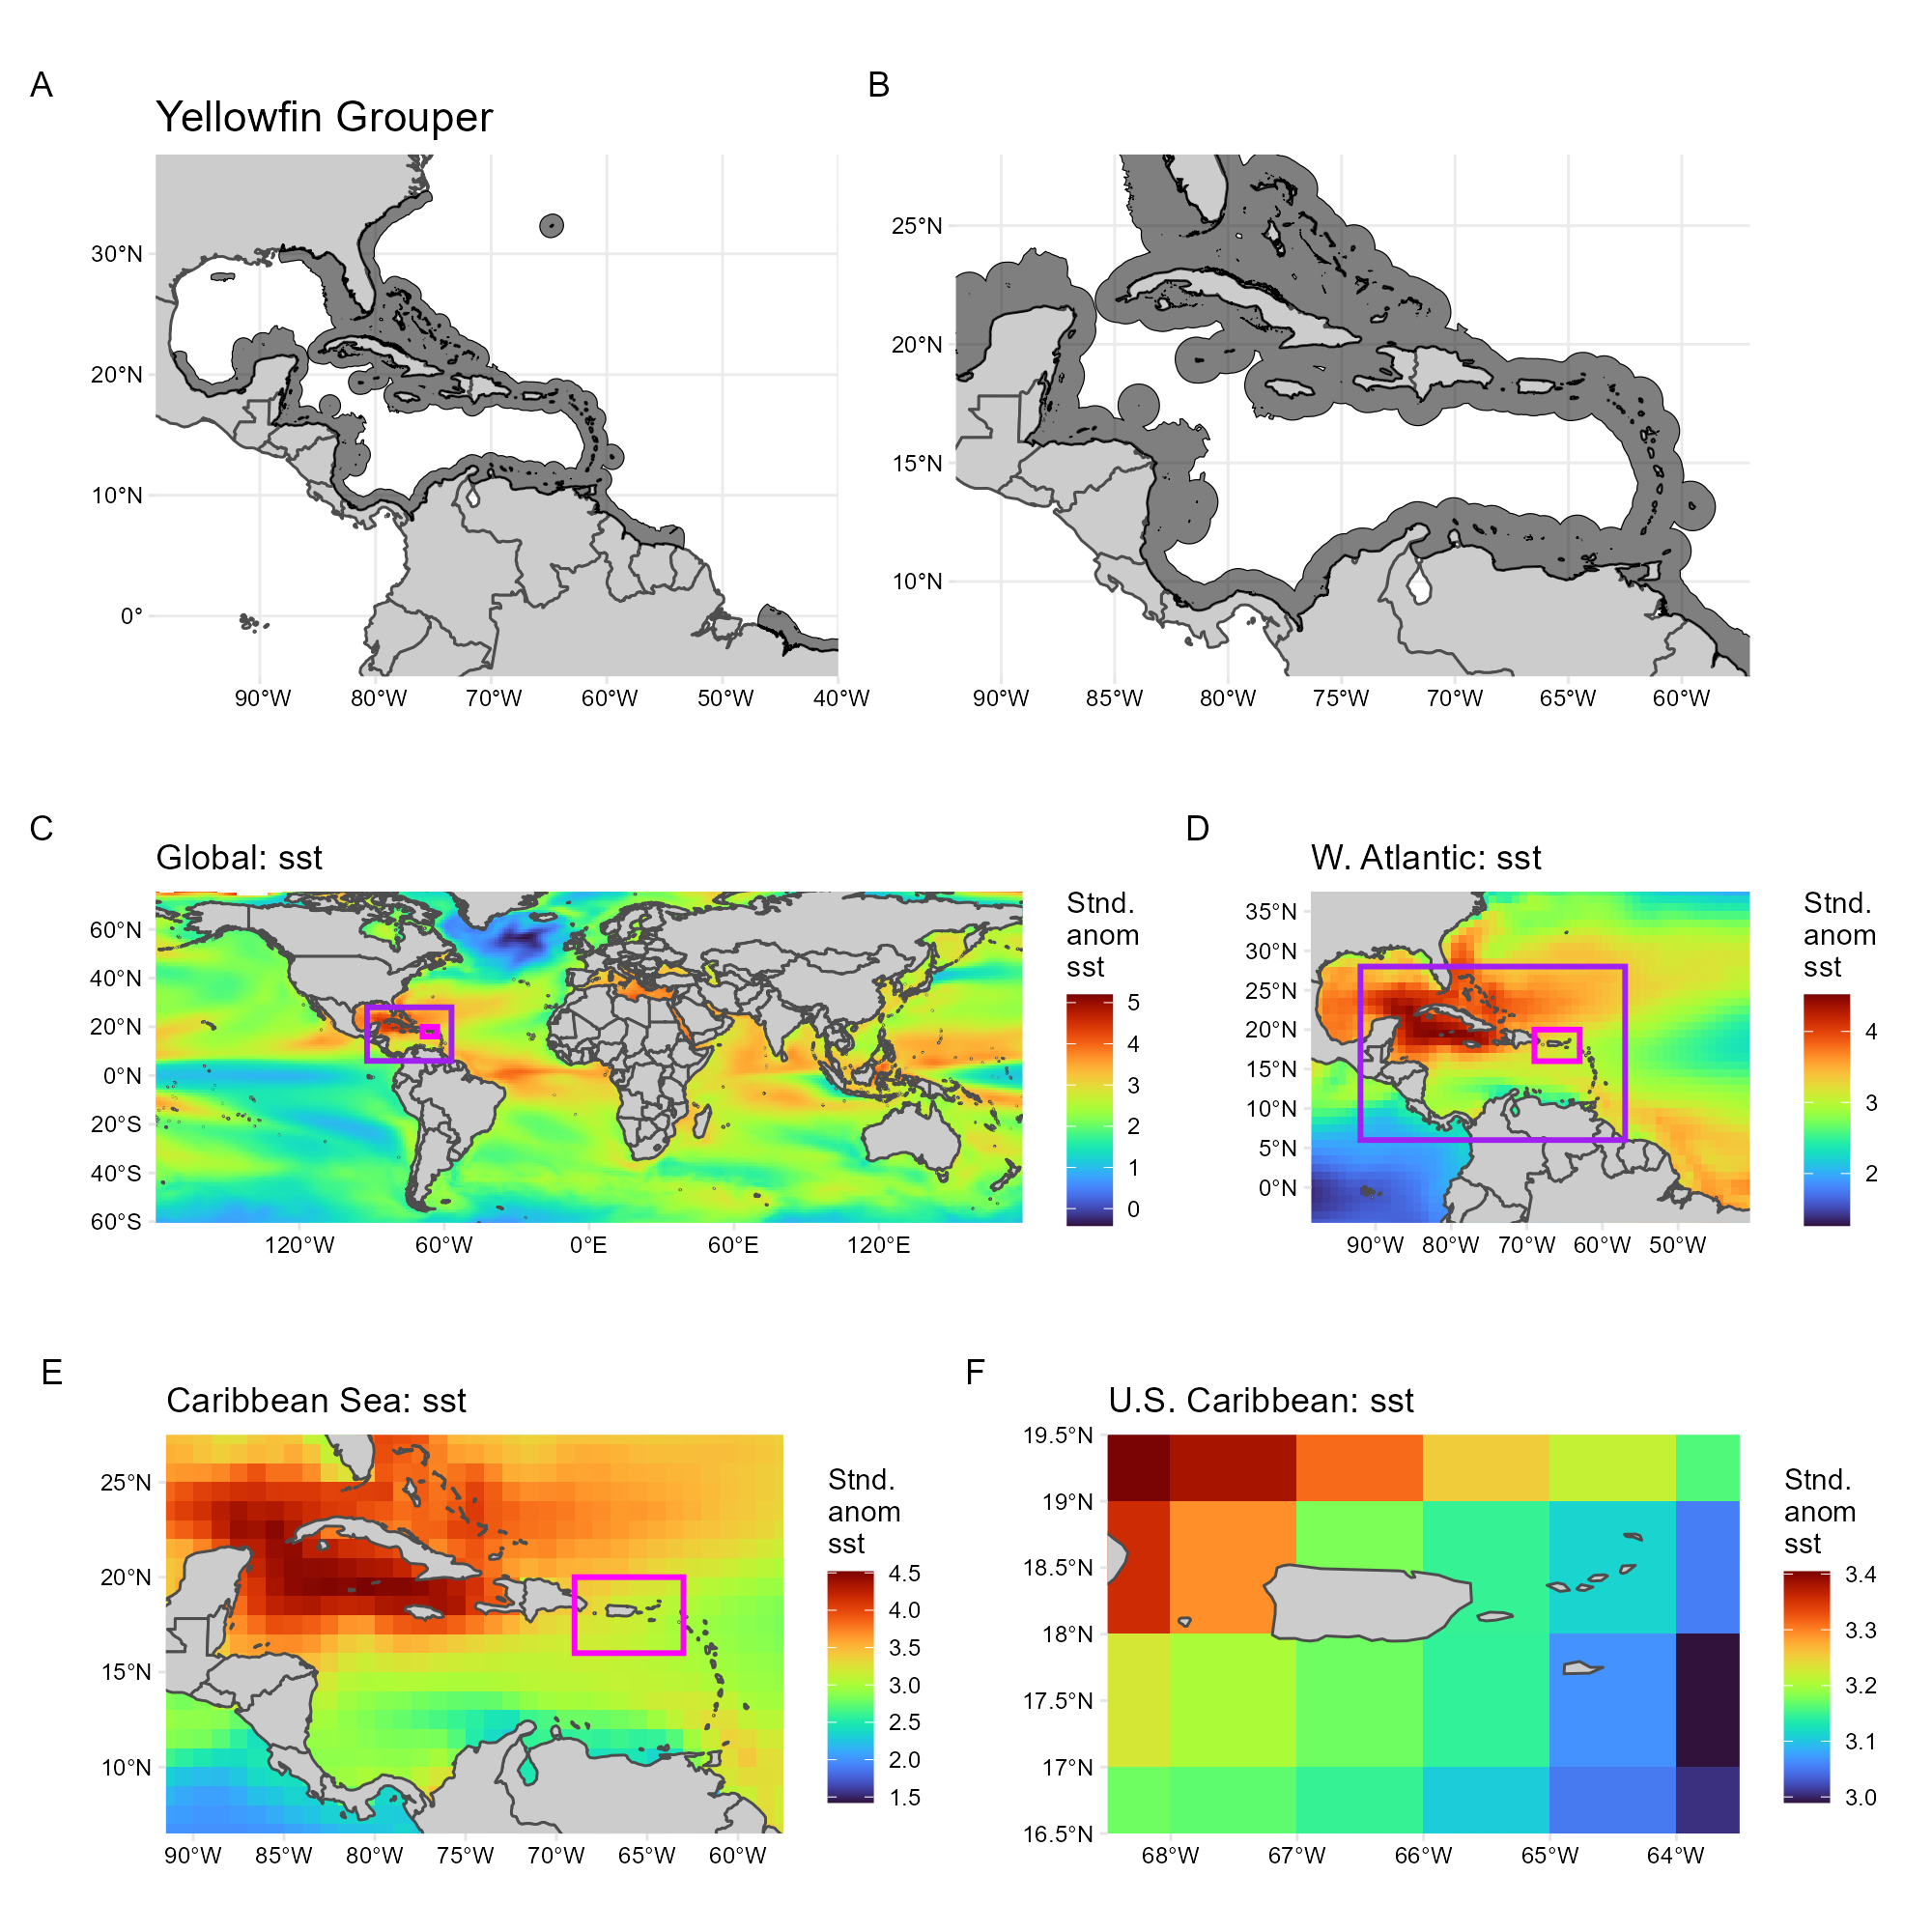 A
B
Yellowfin Grouper
30°N
20°N
10°N
0°
90°W 80°W 70°W 60°W 50°W 40°W
25°N
20°N
15°N
10°N
90°W 85°W 80°W 75°W 70°W 65°W 60°W
C
Global: sst
60°N
40°N
20°N
0°N
20°S
40°S
60°S
120°W 60°W 0°E 60°E 120°E
Stnd.
anom
sst
5
4
3
2
1
0
D
W. Atlantic: sst
35°N
30°N
25°N
20°N
15°N
10°N
5°N
0°N
90°W 80°W 70°W 60°W 50°W
Stnd.
anom
sst
4
3
2
E
Caribbean Sea: sst
25°N
20°N
15°N
10°N
90°W 85°W 80°W 75°W 70°W 65°W 60°W
Stnd.
anom
sst
4.5
4.0
3.5
3.0
2.5
2.0
1.5
F
U.S. Caribbean: sst
19.5°N
19°N
18.5°N
18°N
17.5°N
17°N
16.5°N
68°W 67°W 66°W 65°W 64°W
Stnd.
anom
sst
3.4
3.3
3.2
3.1
3.0